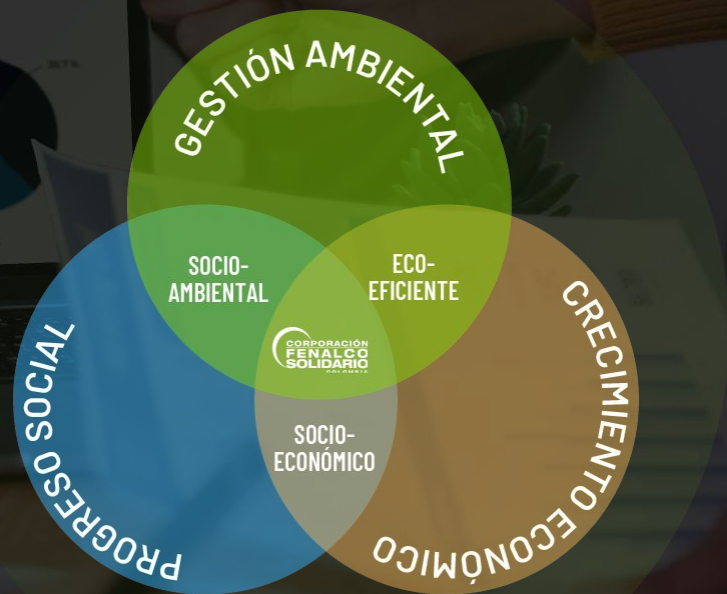 GESTIÓN AMBIENTAL
SOCIO-
AMBIENTAL
ECO-
EFICIENTE
CORPORACIÓN
FENALCO
SOLIDARIO
COLOMBIA
SOCIO-
ECONÓMICO
PROGRESO SOCIAL
CRECIMIENTO ECONÓMICO